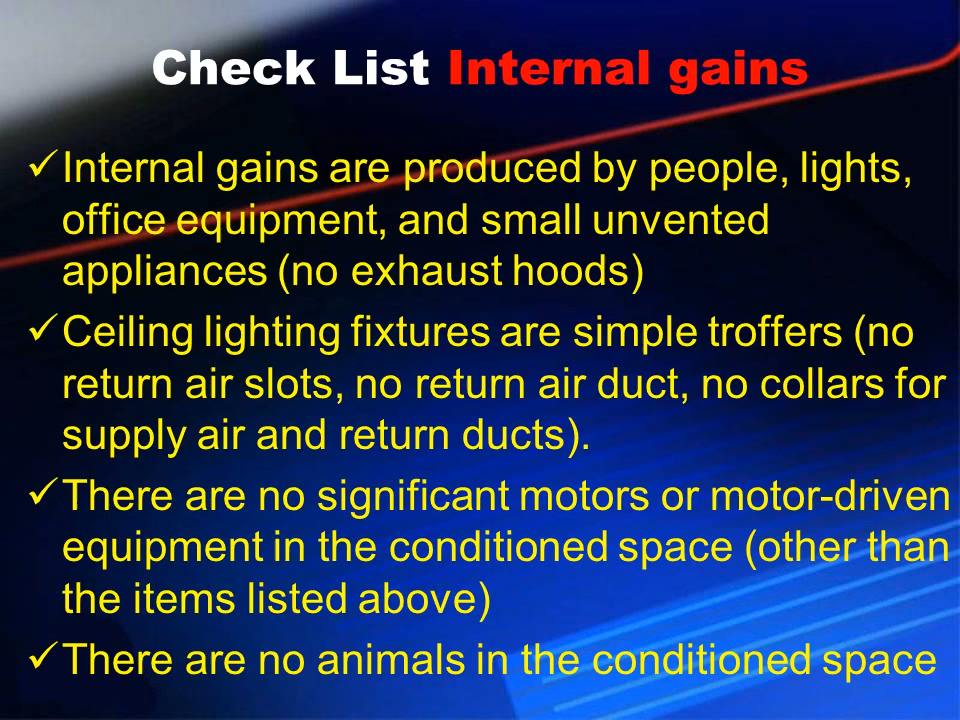 Check List Internal gains
✓ Internal gains are produced by people, lights,
office equipment, and small unvented
appliances (no exhaust hoods)
✓ Ceiling lighting fixtures are simple troffers (no
return air slots, no return air duct, no collars for
supply air and return ducts).
✓ There are no significant motors or motor-driven
equipment in the conditioned space (other than
the items listed above)
✓ There are no animals in the conditioned space